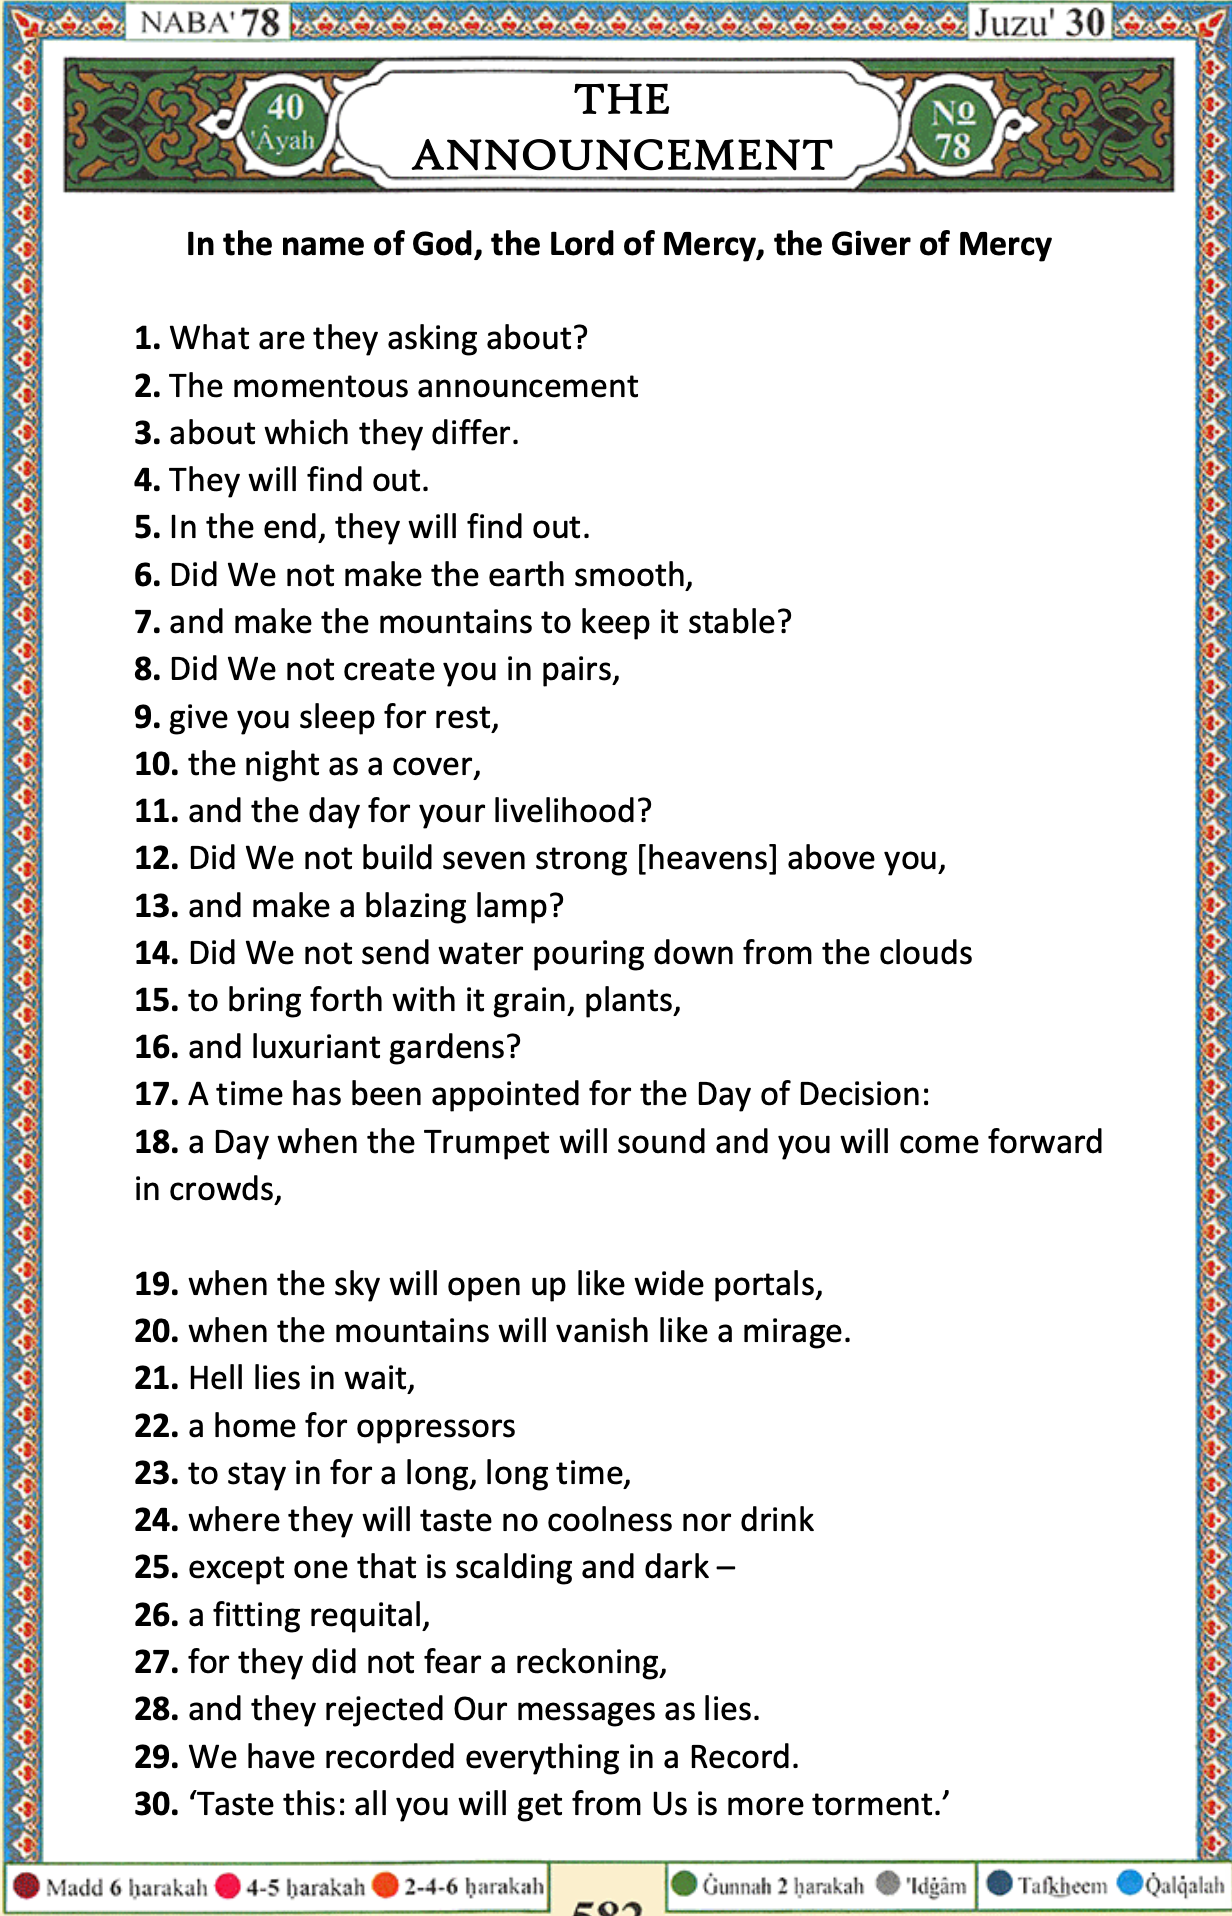 NABA' 78
Juzu' 30
40
'Âyah
THE
ANNOUNCEMENT
Nº
78
In the name of God, the Lord of Mercy, the Giver of Mercy
1. What are they asking about?
2. The momentous announcement
3. about which they differ.
4. They will find out.
5. In the end, they will find out.
6. Did We not make the earth smooth,
7. and make the mountains to keep it stable?
8. Did We not create you in pairs,
9. give you sleep for rest,
10. the night as a cover,
11. and the day for your livelihood?
12. Did We not build seven strong [heavens] above you,
13. and make a blazing lamp?
14. Did We not send water pouring down from the clouds
15. to bring forth with it grain, plants,
16. and luxuriant gardens?
17. A time has been appointed for the Day of Decision:
18. a Day when the Trumpet will sound and you will come forward
in crowds,
19. when the sky will open up like wide portals,
20. when the mountains will vanish like a mirage.
21. Hell lies in wait,
22. a home for oppressors
23. to stay in for a long, long time,
24. where they will taste no coolness nor drink
25. except one that is scalding and dark –
26. a fitting requital,
27. for they did not fear a reckoning,
28. and they rejected Our messages as lies.
29. We have recorded everything in a Record.
30. ‘Taste this: all you will get from Us is more torment.’
Madd 6 ḥarakah 4-5 ḥarakah 2-4-6 ḥarakah
582
Ġunnah 2 ḥarakah 'Idġâm Tafkheem Q̇alq̇alah